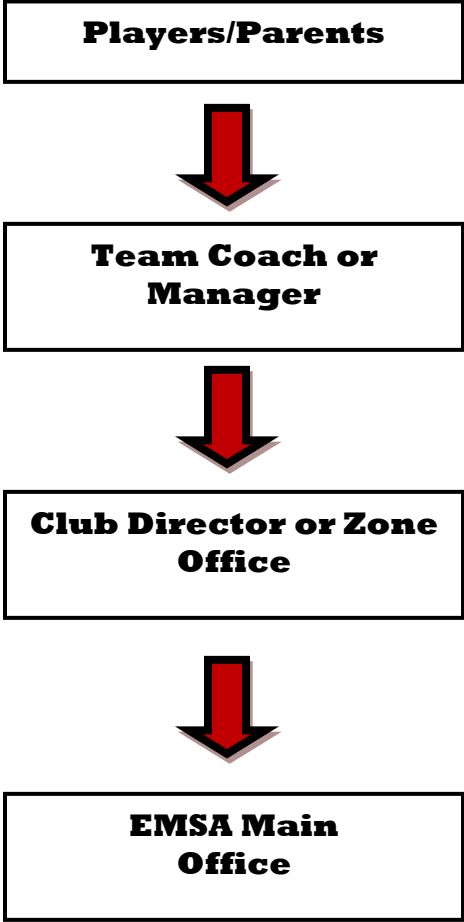 Players/Parents
Team Coach or
Manager
Club Director or Zone
Office
EMSA Main
Office